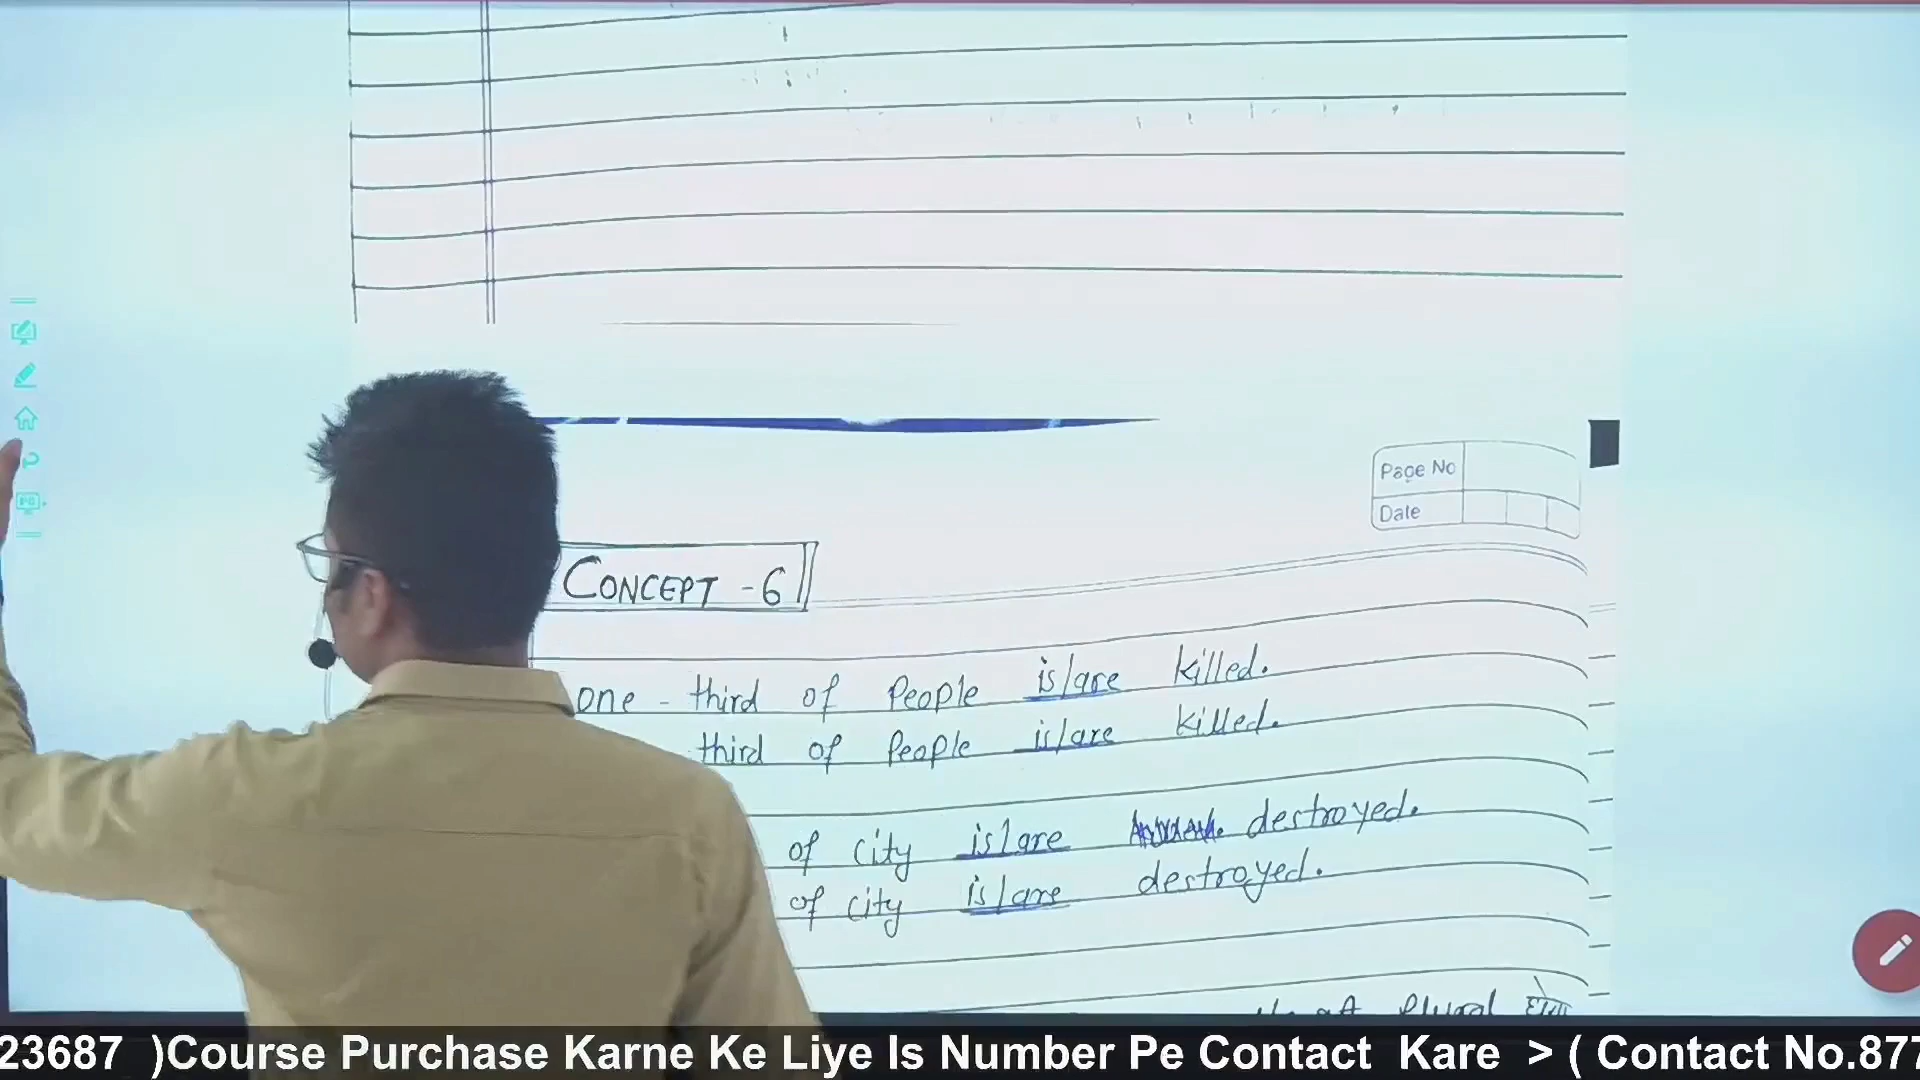 Page No
Date
CONCEPT - 6
one - third of People is/are killed.
third of People is/are killed.
of city is/are destroyed.
of city is/are destroyed.
plural
23687 )Course Purchase Karne Ke Liye Is Number Pe Contact Kare > ( Contact No.877